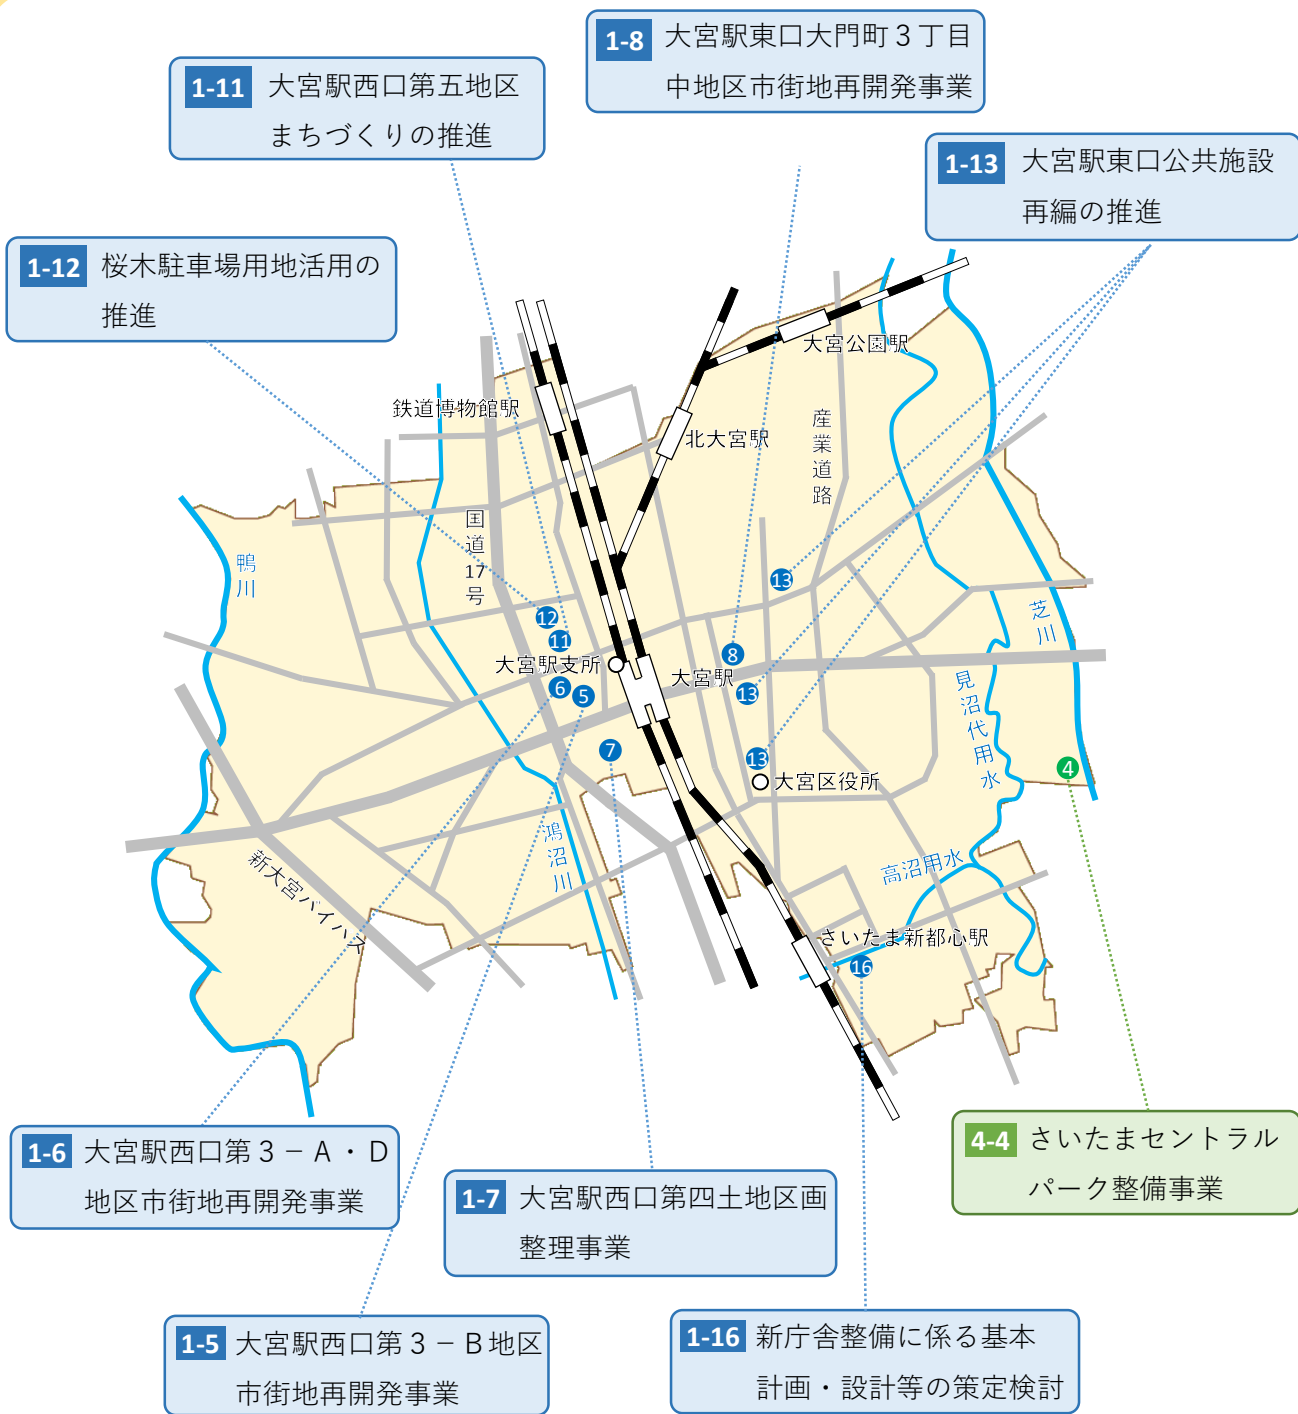 1-8 大宮駅東口大門町３丁目
中地区市街地再開発事業
1-11 大宮駅西口第五地区
まちづくりの推進
1-13 大宮駅東口公共施設
再編の推進
1-12 桜木駐車場用地活用の
推進
大宮公園駅
鉄道博物館駅
北大宮駅
産業道路
国道17号
鴨川
13
芝川
12
11
大宮駅支所
8
大宮駅
6
5
13
見沼代用水
7
13
4
大宮区役所
鴻沼川
新大宮バイパス
高沼用水
さいたま新都心駅
16
1-6 大宮駅西口第３－Ａ・Ｄ
地区市街地再開発事業
4-4 さいたまセントラル
パーク整備事業
1-7 大宮駅西口第四土地区画
整理事業
1-5 大宮駅西口第３－Ｂ地区
市街地再開発事業
1-16 新庁舎整備に係る基本
計画・設計等の策定検討